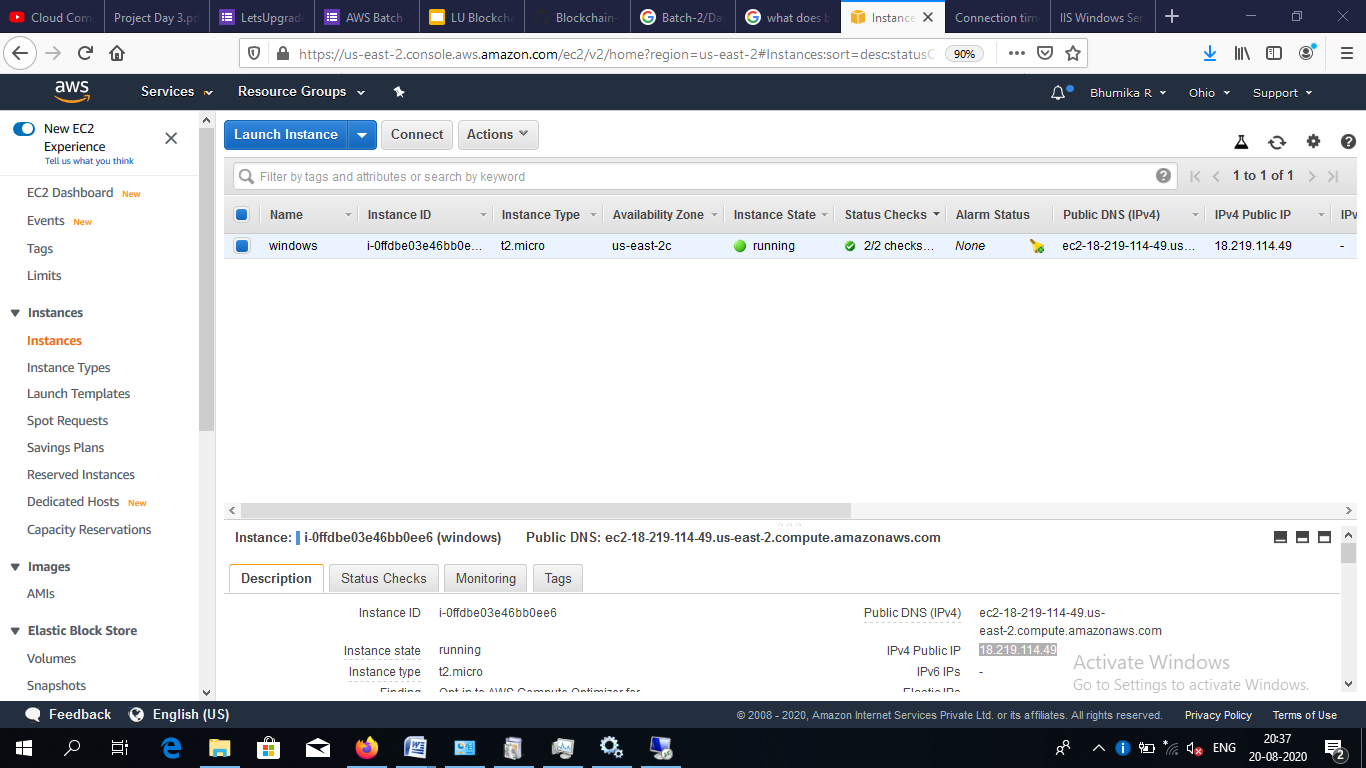 Cloud Com
Project Day 3.pd
LetsUpgrad
AWS Batch
LU Blockch
Blockchain-
Batch-2/Da
what does b
Instance
Connection tim
IIS Windows Ser
https://us-east-2.console.aws.amazon.com/ec2/v2/home?region=us-east-2#Instances:sort=desc:statusC
90%
aws
Services
Resource Groups
Bhumika R
Ohio
Support
New EC2
Experience
Tell us what you think
EC2 Dashboard New
Events New
Tags
Limits
Instances
Instances
Instance Types
Launch Templates
Spot Requests
Savings Plans
Reserved Instances
Dedicated Hosts New
Capacity Reservations
Images
AMIs
Elastic Block Store
Volumes
Snapshots
Launch Instance
Connect
Actions
Filter by tags and attributes or search by keyword
1 to 1 of 1
Name Instance ID Instance Type Availability Zone Instance State Status Checks Alarm Status Public DNS (IPv4) IPv4 Public IP IPv
windows i-0ffdbe03e46bb0e... t2.micro us-east-2c running 2/2 checks... None ec2-18-219-114-49.us... 18.219.114.49 -
Instance: i-0ffdbe03e46bb0ee6 (windows) Public DNS: ec2-18-219-114-49.us-east-2.compute.amazonaws.com
Description
Status Checks
Monitoring
Tags
Instance ID i-0ffdbe03e46bb0ee6
Instance state running
Instance type t2.micro
Finding Opt-in to AWS Compute Optimizer for
Public DNS (IPv4) ec2-18-219-114-49.us-
east-2.compute.amazonaws.com
IPv4 Public IP 18.219.114.49
IPv6 IPs -
Elastic IPs
Activate Windows
Go to Settings to activate Windows.
Feedback
English (US)
© 2008 - 2020, Amazon Internet Services Private Ltd. or its affiliates. All rights reserved.
Privacy Policy
Terms of Use
ENG
20:37
20-08-2020
2